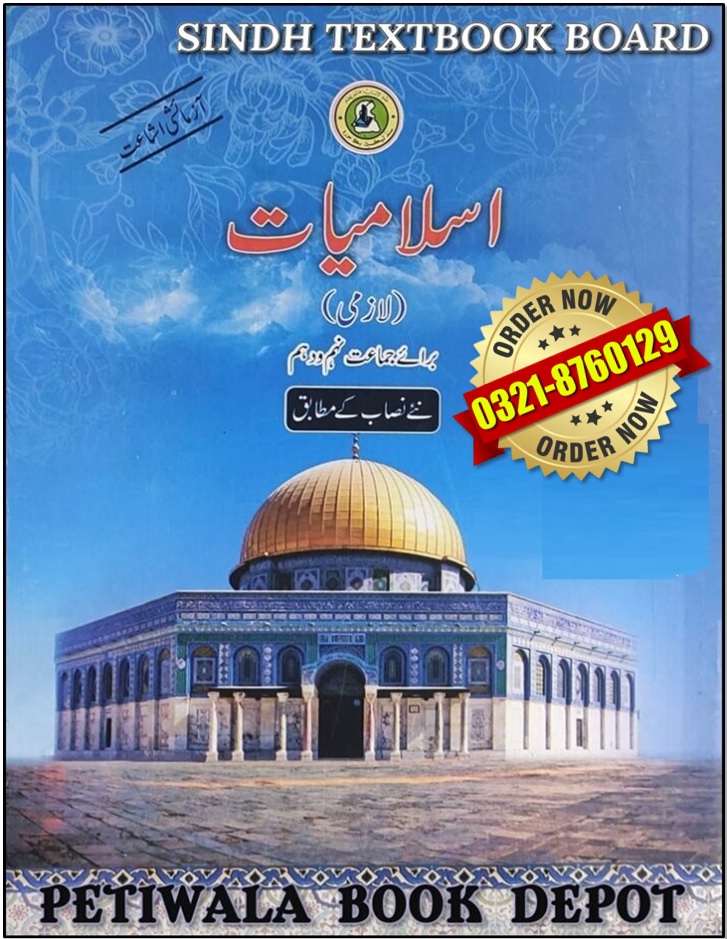 SINDH TEXTBOOK BOARD
آزمائشی اشاعت
اسلامیات
(لازمی)
برائے جماعت نہم و دہم
نئے نصاب کے مطابق
ORDER NOW
0321-8760129
ORDER NOW
PETIWALA BOOK DEPOT